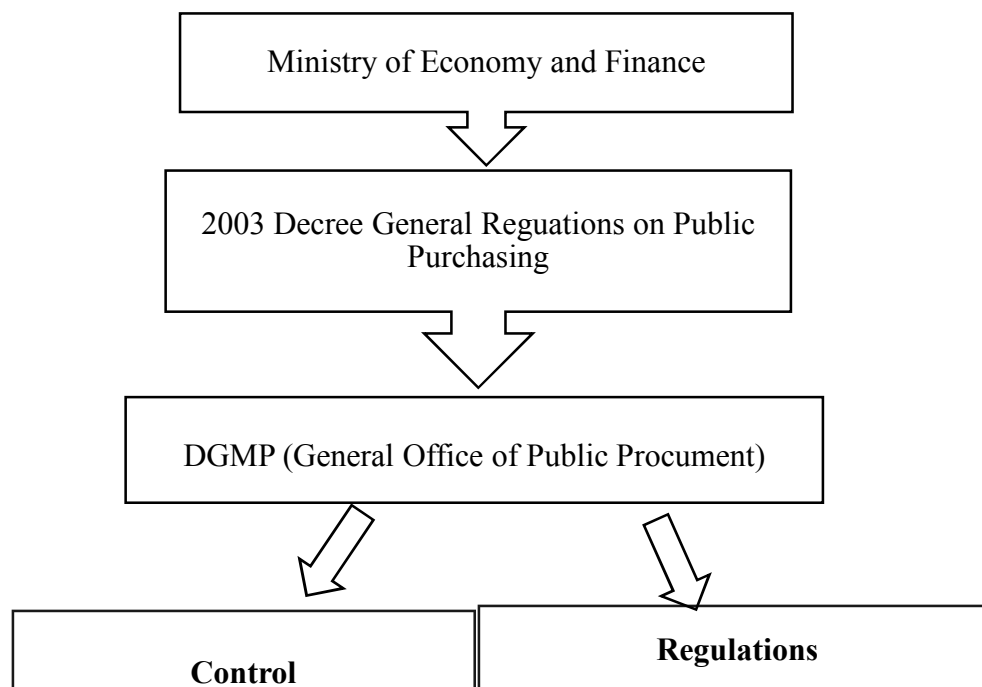 Ministry of Economy and Finance
2003 Decree General Reguations on Public
Purchasing
DGMP (General Office of Public Procument)
Control
Regulations